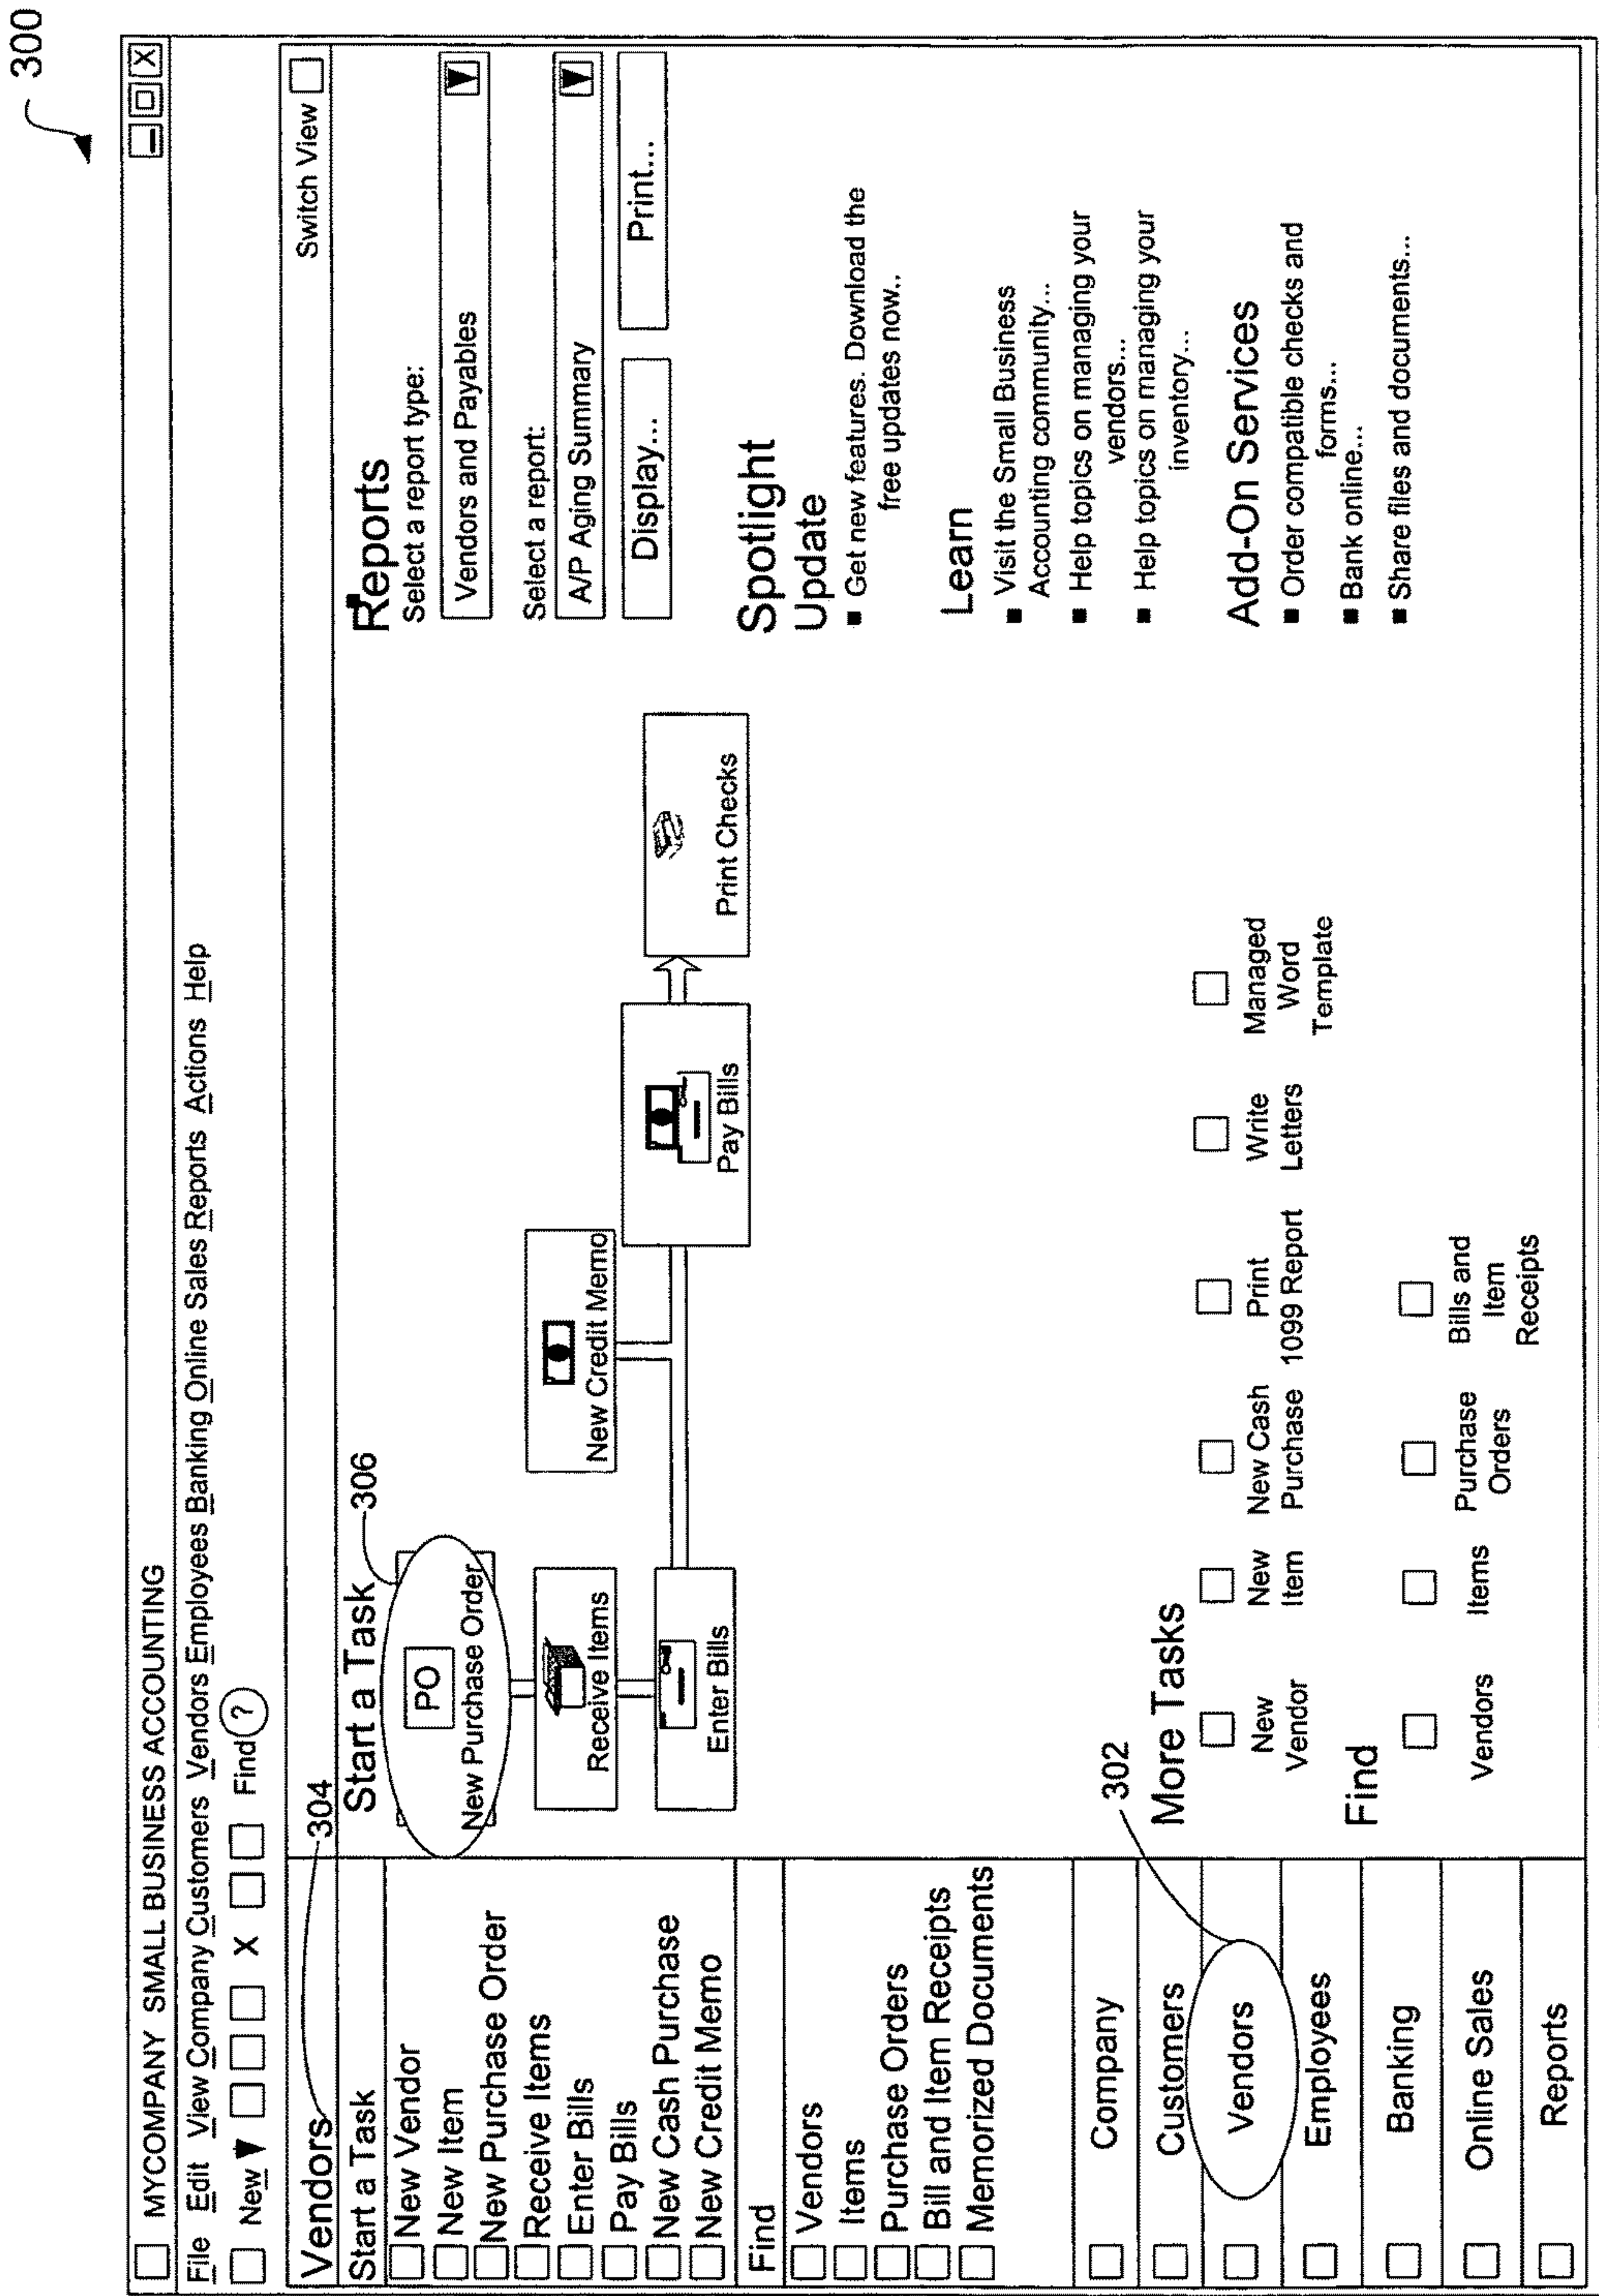 300
MYCOMPANY SMALL BUSINESS ACCOUNTING
File Edit View Company Customers Vendors Employees Banking Online Sales Reports Actions Help
New X Find ?
Vendors 304
Switch View
Start a Task
New Vendor
New Item
New Purchase Order
Receive Items
Enter Bills
Pay Bills
New Cash Purchase
New Credit Memo
Find
Vendors
Items
Purchase Orders
Bill and Item Receipts
Memorized Documents
Company
Customers
Vendors
302
Employees
Banking
Online Sales
Reports
Start a Task
306
PO
New Purchase Order
Receive Items
Enter Bills
New Credit Memo
Pay Bills
Print Checks
More Tasks
New
Vendor
New
Item
New Cash
Purchase
Print
1099 Report
Write
Letters
Managed
Word
Template
Find
Vendors
Items
Purchase
Orders
Bills and
Item
Receipts
Reports
Select a report type:
Vendors and Payables
Select a report:
A/P Aging Summary
Display...
Print...
Spotlight
Update
■ Get new features. Download the
free updates now..
Learn
■ Visit the Small Business
Accounting community...
■ Help topics on managing your
vendors...
■ Help topics on managing your
inventory...
Add-On Services
■ Order compatible checks and
forms...
■ Bank online...
■ Share files and documents...